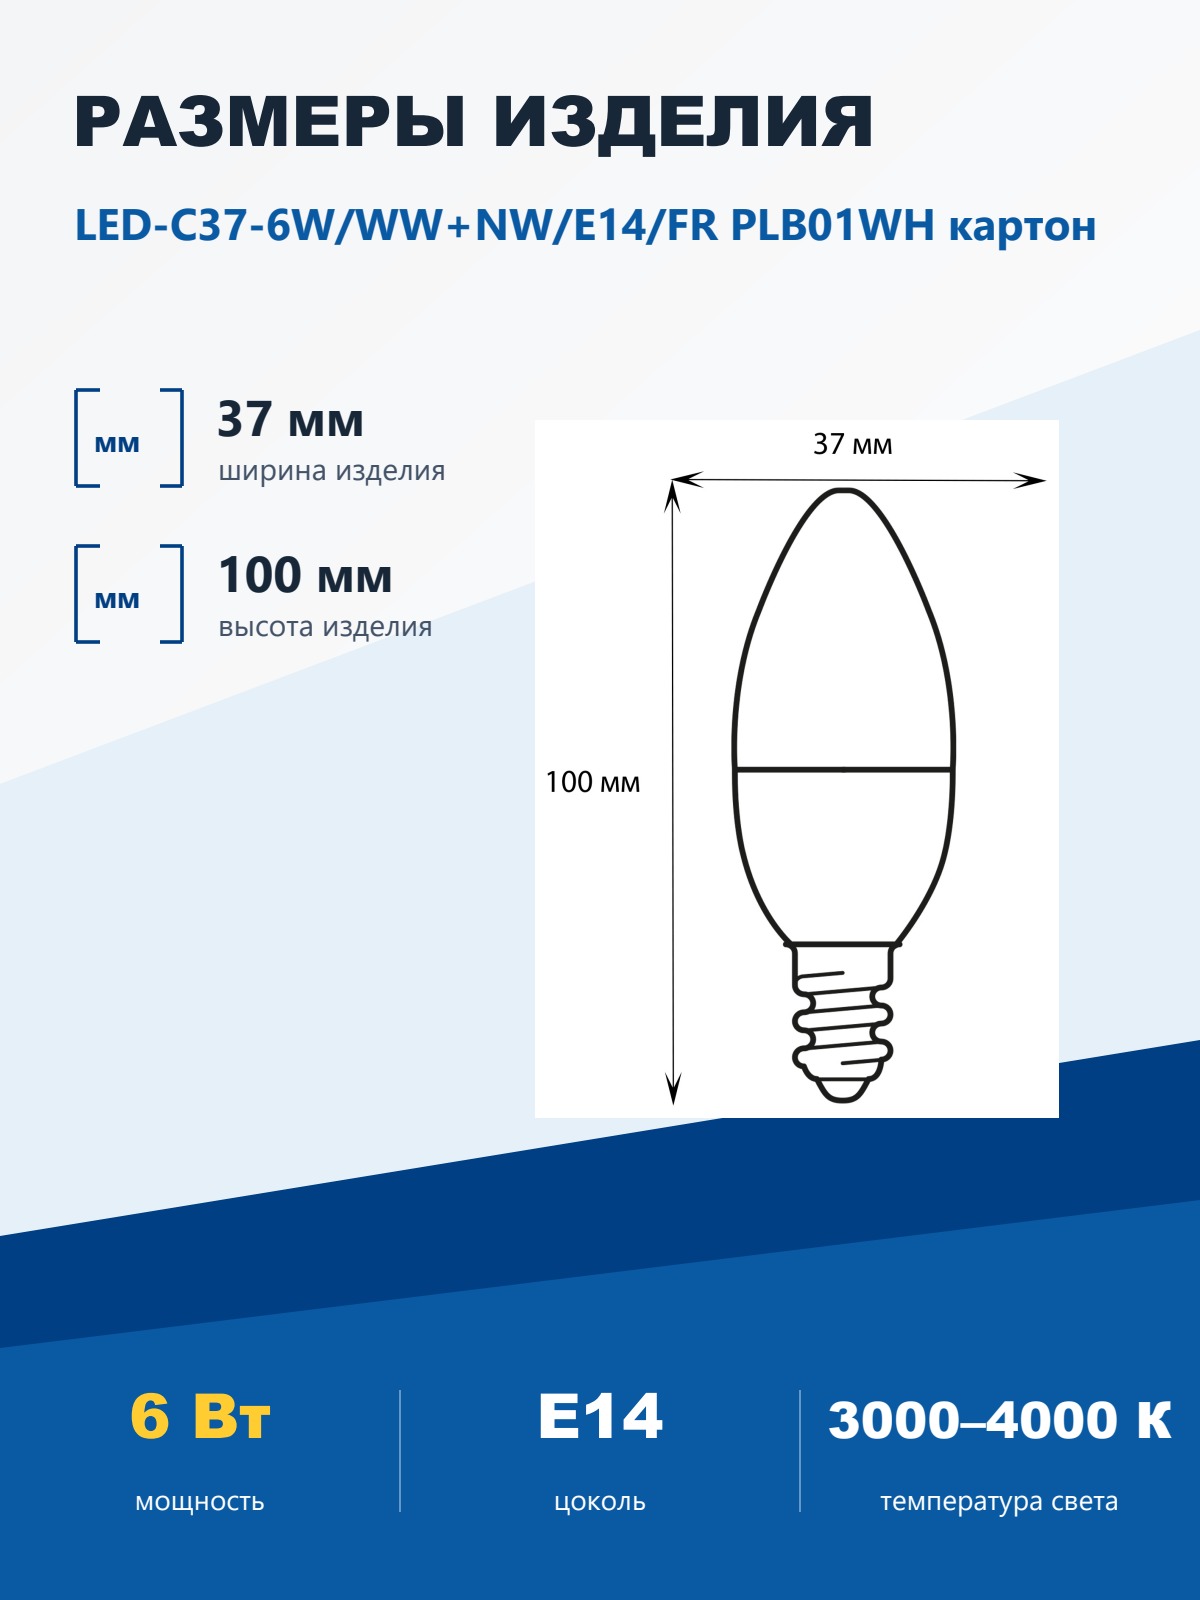 РАЗМЕРЫ ИЗДЕЛИЯ
LED-C37-6W/WW+NW/E14/FR PLB01WH картон
мм
37 мм
ширина изделия
мм
100 мм
высота изделия
37 мм
100 мм
6 Вт
мощность
E14
цоколь
3000–4000 К
температура света